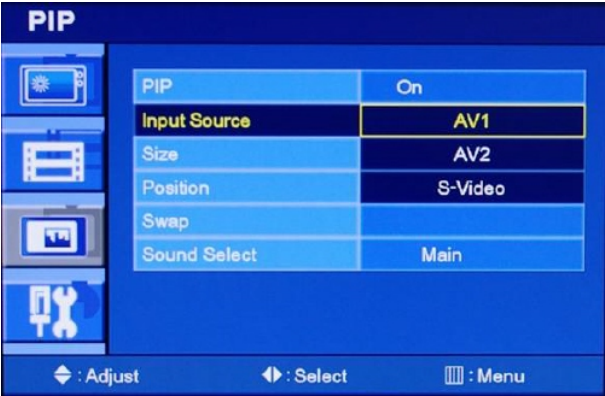 PIP
PIP On
Input Source AV1
Size AV2
Position S-Video
Swap
Sound Select Main
: Adjust : Select : Menu